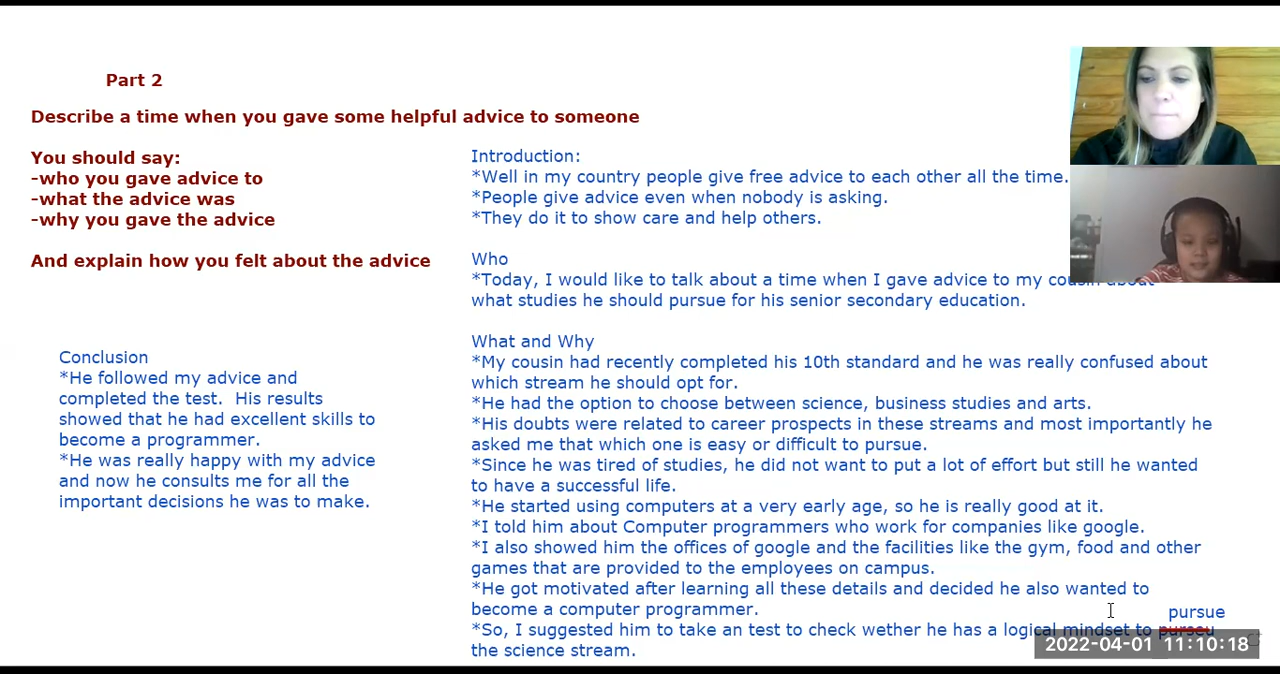 Part 2
Describe a time when you gave some helpful advice to someone
You should say:
-who you gave advice to
-what the advice was
-why you gave the advice
And explain how you felt about the advice
Introduction:
*Well in my country people give free advice to each other all the time.
*People give advice even when nobody is asking.
*They do it to show care and help others.
Who
*Today, I would like to talk about a time when I gave advice to my cousin about
what studies he should pursue for his senior secondary education.
What and Why
*My cousin had recently completed his 10th standard and he was really confused about
which stream he should opt for.
*He had the option to choose between science, business studies and arts.
*His doubts were related to career prospects in these streams and most importantly he
asked me that which one is easy or difficult to pursue.
*Since he was tired of studies, he did not want to put a lot of effort but still he wanted
to have a successful life.
*He started using computers at a very early age, so he is really good at it.
*I told him about Computer programmers who work for companies like google.
*I also showed him the offices of google and the facilities like the gym, food and other
games that are provided to the employees on campus.
*He got motivated after learning all these details and decided he also wanted to
become a computer programmer.
pursue
*So, I suggested him to take an test to check wether he has a logical mindset to
the science stream.
Conclusion
*He followed my advice and
completed the test. His results
showed that he had excellent skills to
become a programmer.
*He was really happy with my advice
and now he consults me for all the
important decisions he was to make.
2022-04-01 11:10:18